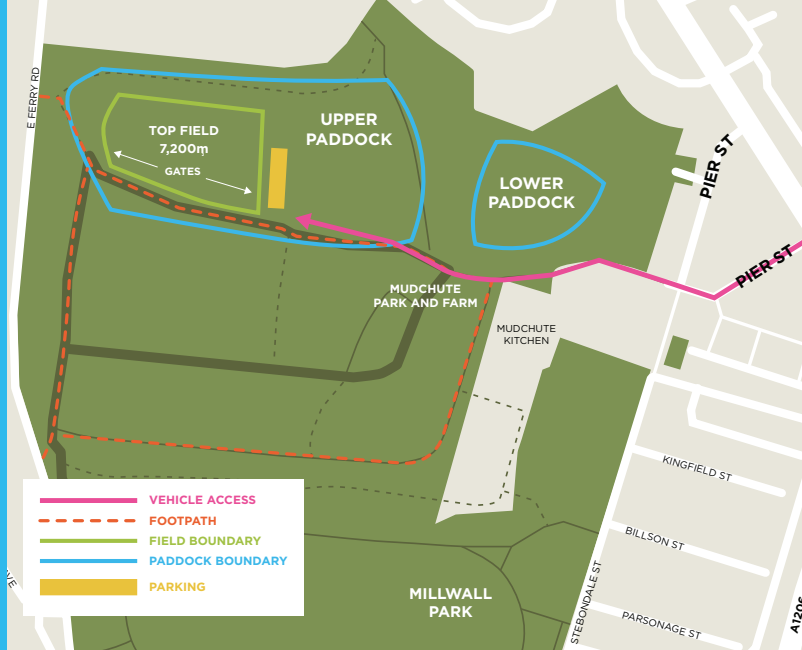 E FERRY RD
TOP FIELD
7,200m
GATES
UPPER
PADDOCK
LOWER
PADDOCK
PIER ST
PIER ST
MUDCHUTE
PARK AND FARM
MUDCHUTE
KITCHEN
KINGFIELD ST
BILLSON ST
STEBONDALE ST
PARSONAGE ST
A1206
MILLWALL
PARK
VEHICLE ACCESS
FOOTPATH
FIELD BOUNDARY
PADDOCK BOUNDARY
PARKING